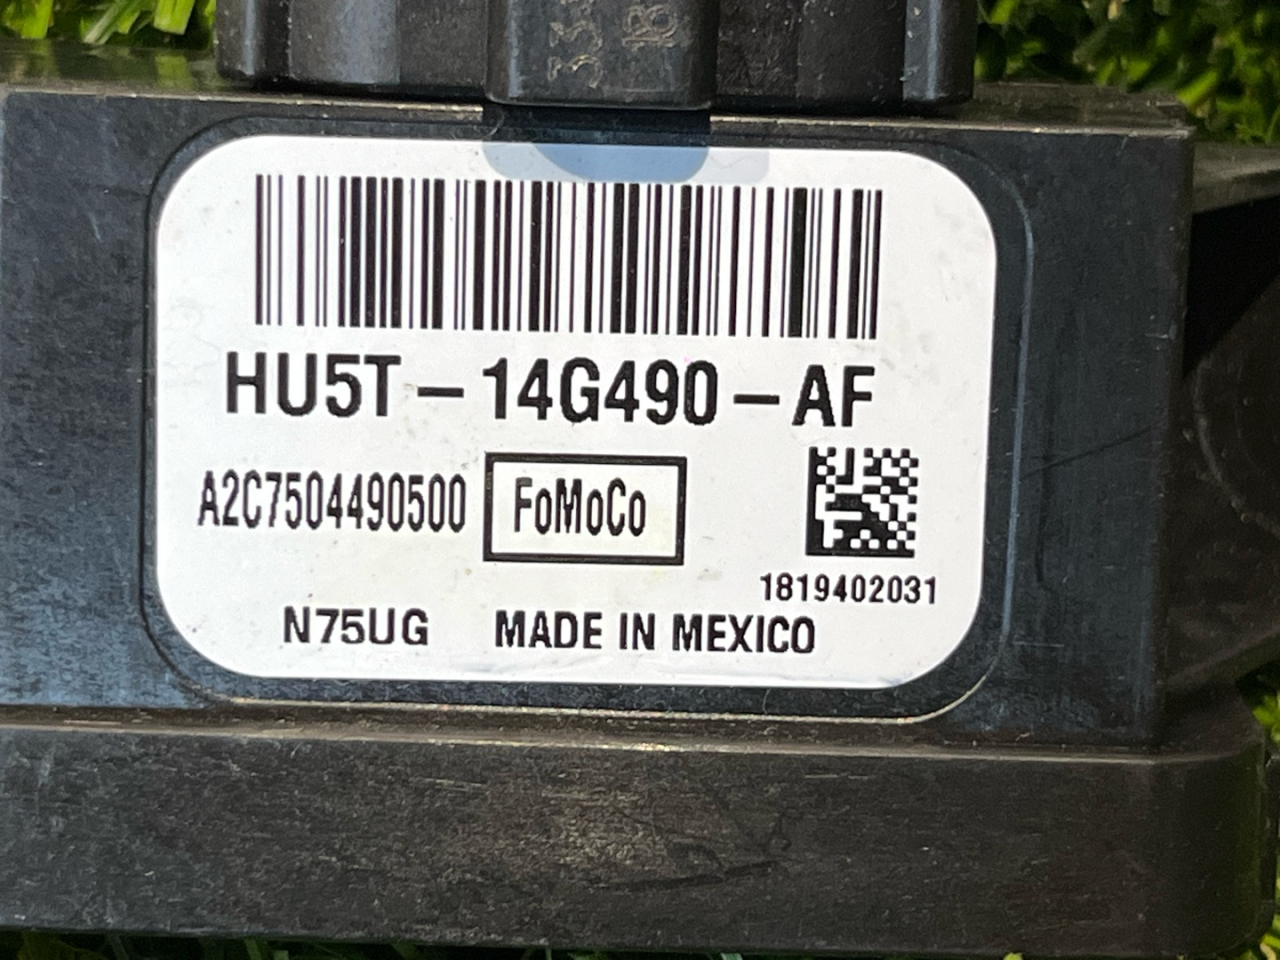 HU5T-14G490-AF
A2C7504490500
FoMoCo
1819402031
N75UG MADE IN MEXICO